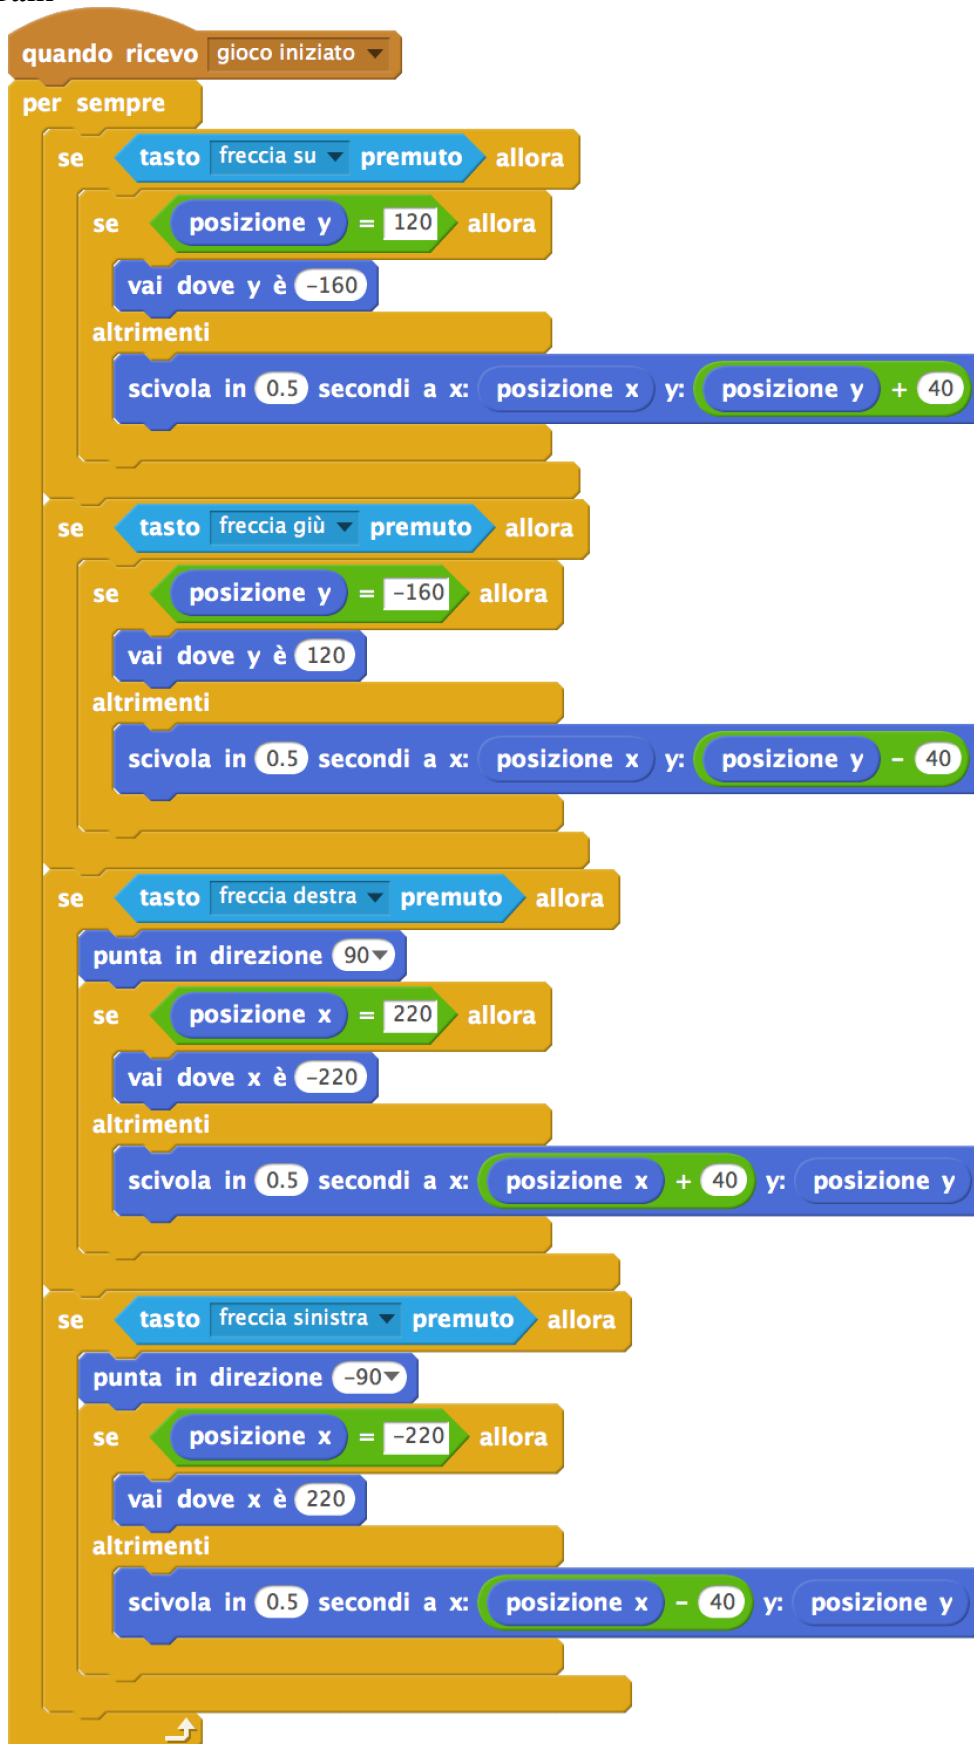 quando ricevo gioco iniziato
per sempre
se tasto freccia su premuto allora
se posizione y = 120 allora
vai dove y è -160
altrimenti
scivola in 0.5 secondi a x: posizione x y: posizione y + 40
se tasto freccia giù premuto allora
se posizione y = -160 allora
vai dove y è 120
altrimenti
scivola in 0.5 secondi a x: posizione x y: posizione y - 40
se tasto freccia destra premuto allora
punta in direzione 90
se posizione x = 220 allora
vai dove x è -220
altrimenti
scivola in 0.5 secondi a x: posizione x + 40 y: posizione y
se tasto freccia sinistra premuto allora
punta in direzione -90
se posizione x = -220 allora
vai dove x è 220
altrimenti
scivola in 0.5 secondi a x: posizione x - 40 y: posizione y